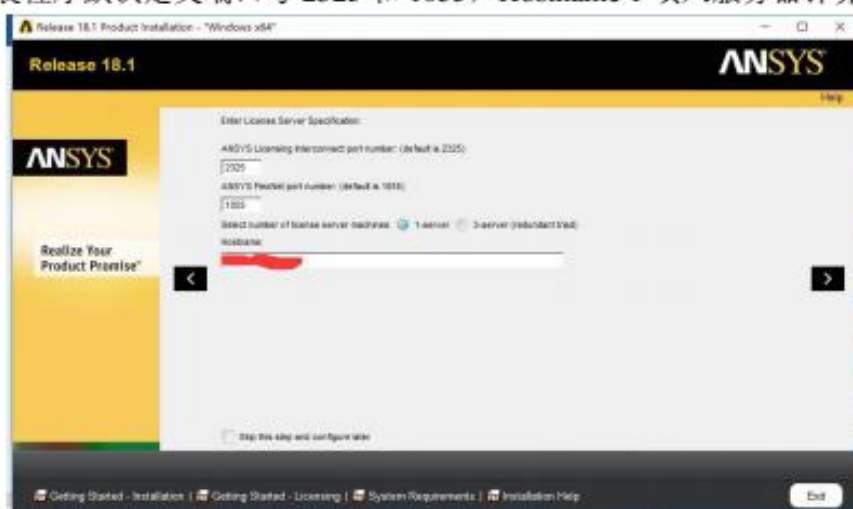 2325 和 1055
Release 18.1 Product Installation - "Windows x64"
Release 18.1
ANSYS
Help
ANSYS
Realize Your
Product Promise®
Enter License Server Specification:
ANSYS Licensing Interconnect port number: (default is 2325)
2325
ANSYS FlexNet port number: (default is 1055)
1055
Select number of license server machines: 1-server 3-server (redundant triad)
Hostname:
Skip this step and configure later
Getting Started - Installation | Getting Started - Licensing | System Requirements | Installation Help
Exit